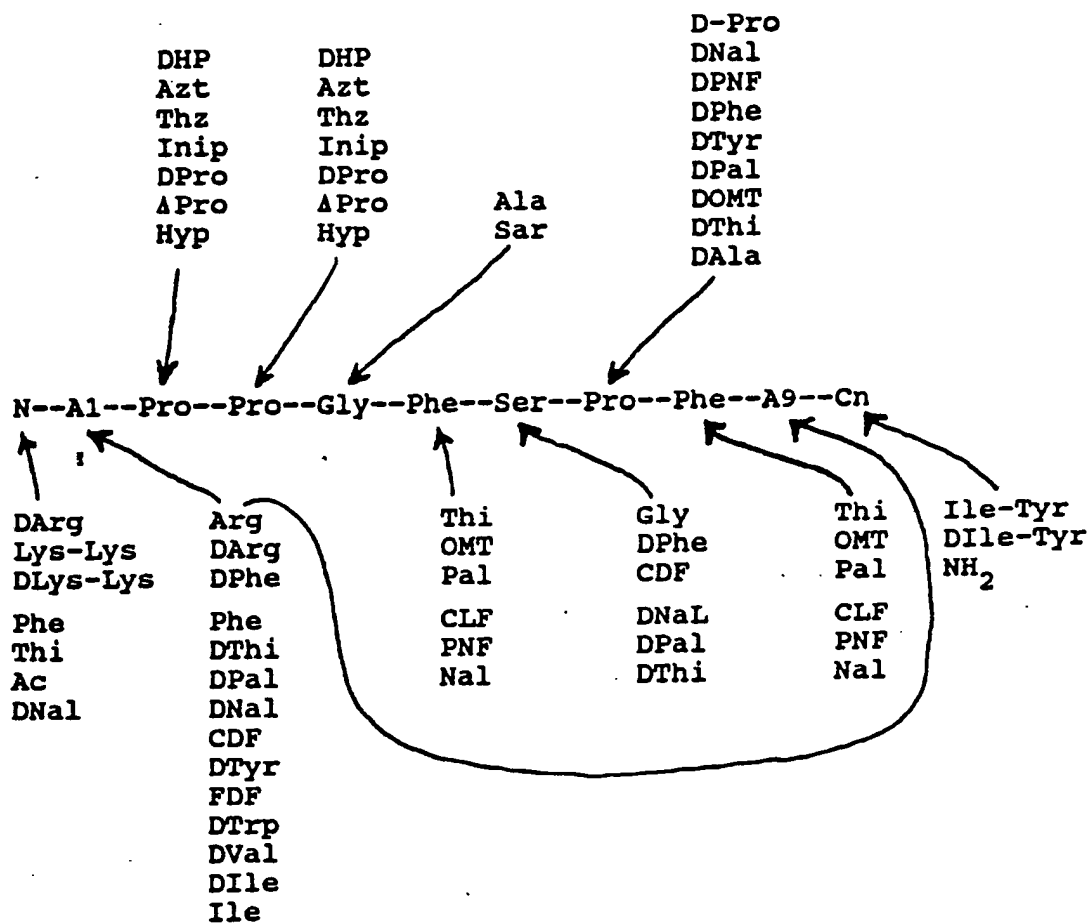 D-Pro
DNal
DPNF
DPhe
DTyr
DPal
DOMT
DThi
DAla
DHP
Azt
Thz
Inip
DPro
ΔPro
Hyp
DHP
Azt
Thz
Inip
DPro
ΔPro
Hyp
Ala
Sar
N--A1--Pro--Pro--Gly--Phe--Ser--Pro--Phe--A9--Cn
DArg
Lys-Lys
DLys-Lys
Phe
Thi
Ac
DNal
Arg
DArg
DPhe
Phe
DThi
DPal
DNal
CDF
DTyr
FDF
DTrp
DVal
DIle
Ile
Thi
OMT
Pal
CLF
PNF
Nal
Gly
DPhe
CDF
DNaL
DPal
DThi
Thi
OMT
Pal
CLF
PNF
Nal
Ile-Tyr
DIle-Tyr
NH2